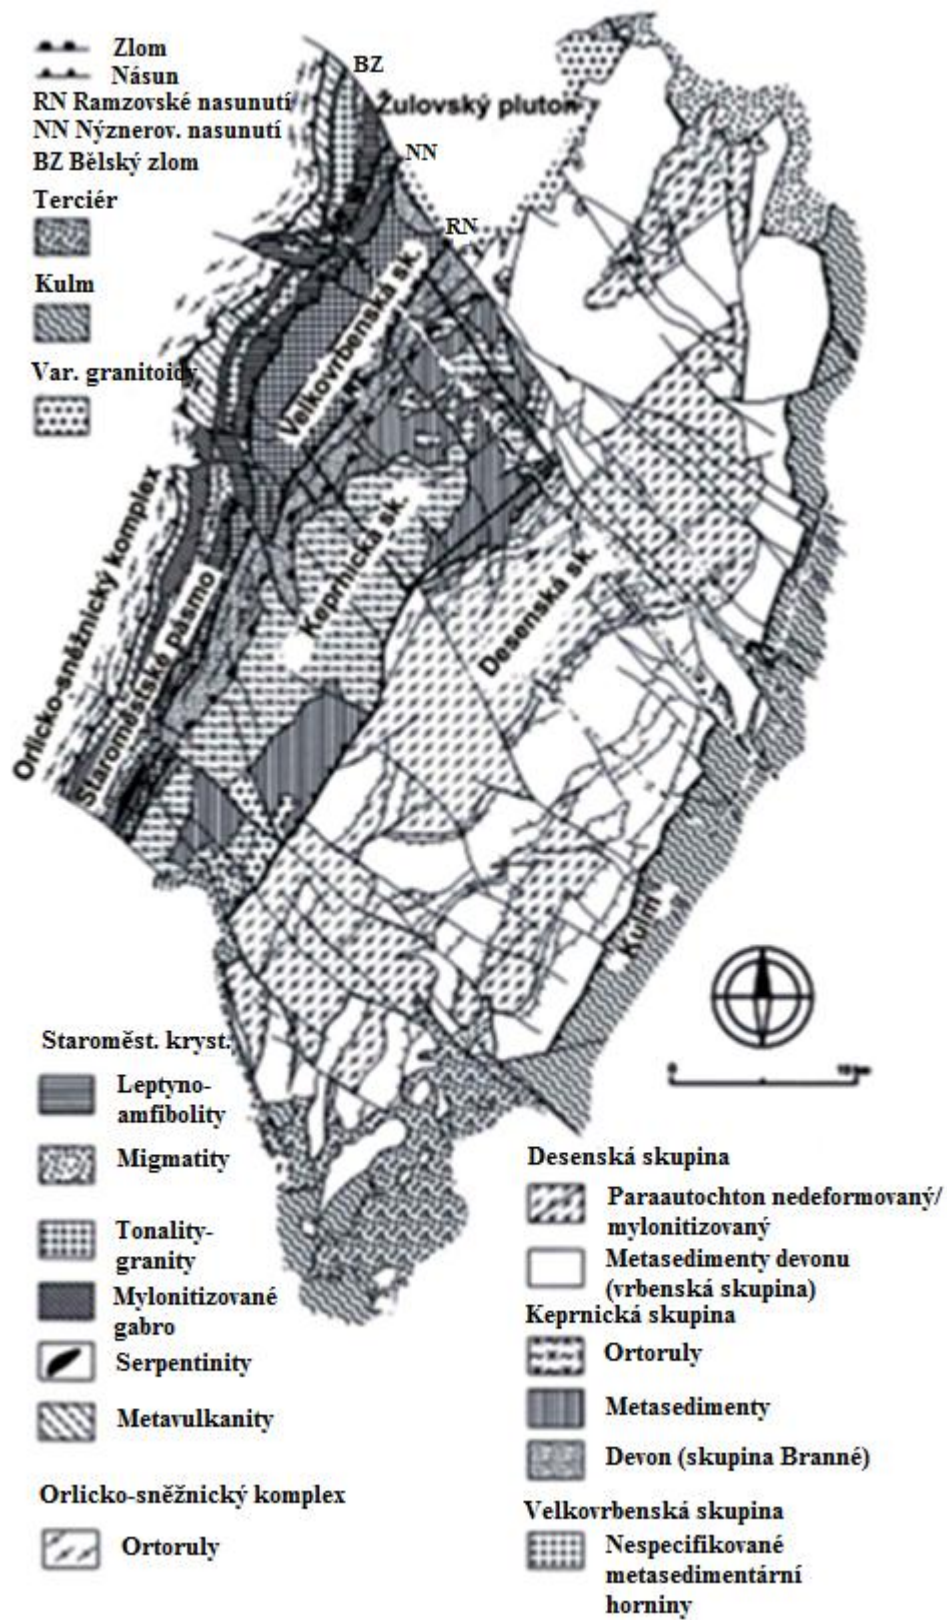 Zlom
Násun
RN Ramzovské nasunutí
NN Nýznerov. nasunutí
BZ Bělský zlom
Terciér
Kulm
Var. granitoidy
BZ
Žulovský pluton
NN
RN
Velkovrbenská sk.
Keprnická sk.
Desenská sk.
Orlicko-sněžnický komplex
Staroměstské pásmo
Kulm
0
10 km
Staroměst. kryst.
Leptyno-
amfibolity
Migmatity
Tonality-
granity
Mylonitizované
gabro
Serpentinity
Metavulkanity
Orlicko-sněžnický komplex
Ortoruly
Desenská skupina
Paraautochton nedeformovaný/
mylonitizovaný
Metasedimenty devonu
(vrbenská skupina)
Keprnická skupina
Ortoruly
Metasedimenty
Devon (skupina Branné)
Velkovrbenská skupina
Nespecifikované
metasedimentární
horniny